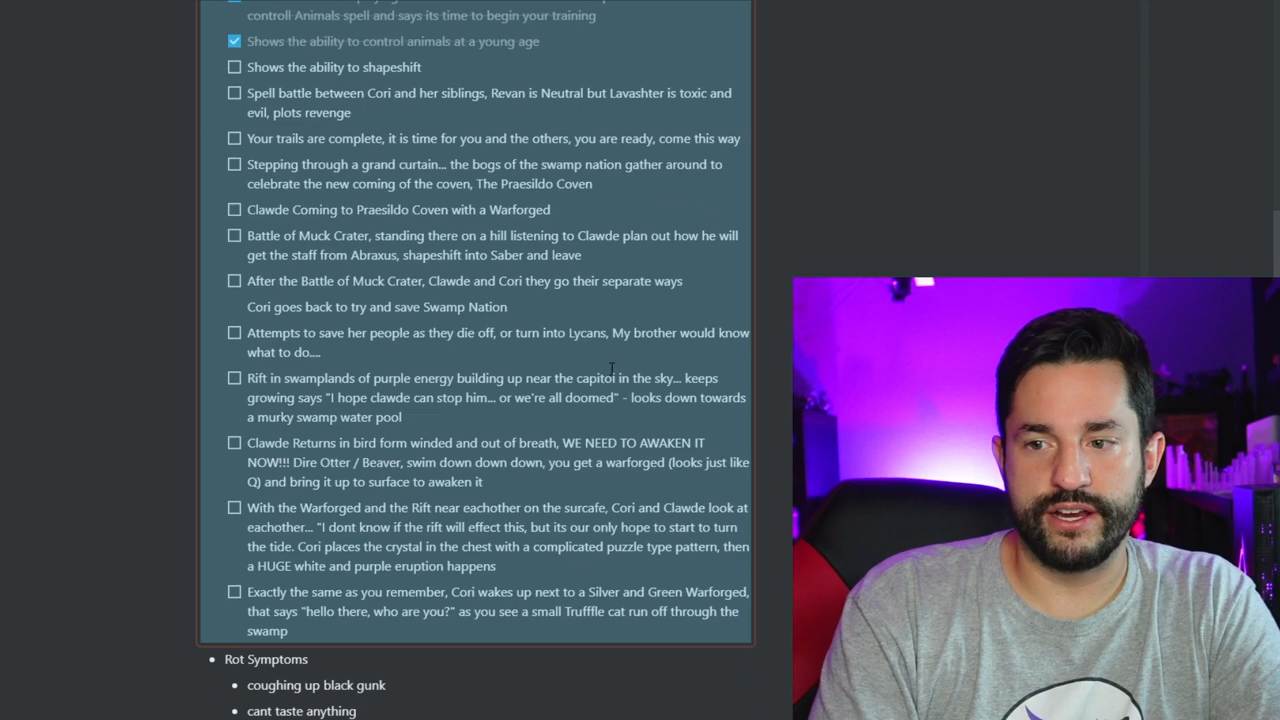 controll Animals spell and says its time to begin your training
Shows the ability to control animals at a young age
Shows the ability to shapeshift
Spell battle between Cori and her siblings, Revan is Neutral but Lavashter is toxic and
evil, plots revenge
Your trails are complete, it is time for you and the others, you are ready, come this way
Stepping through a grand curtain... the bogs of the swamp nation gather around to
celebrate the new coming of the coven, The Praesildo Coven
Clawde Coming to Praesildo Coven with a Warforged
Battle of Muck Crater, standing there on a hill listening to Clawde plan out how he will
get the staff from Abraxus, shapeshift into Saber and leave
After the Battle of Muck Crater, Clawde and Cori they go their separate ways
Cori goes back to try and save Swamp Nation
Attempts to save her people as they die off, or turn into Lycans, My brother would know
what to do....
Rift in swamplands of purple energy building up near the capitol in the sky... keeps
growing says "I hope clawde can stop him... or we're all doomed" - looks down towards
a murky swamp water pool
Clawde Returns in bird form winded and out of breath, WE NEED TO AWAKEN IT
NOW!!! Dire Otter / Beaver, swim down down down, you get a warforged (looks just like
Q) and bring it up to surface to awaken it
With the Warforged and the Rift near eachother on the surcafe, Cori and Clawde look at
eachother... "I dont know if the rift will effect this, but its our only hope to start to turn
the tide. Cori places the crystal in the chest with a complicated puzzle type pattern, then
a HUGE white and purple eruption happens
Exactly the same as you remember, Cori wakes up next to a Silver and Green Warforged,
that says "hello there, who are you?" as you see a small Trufffle cat run off through the
swamp
Rot Symptoms
coughing up black gunk
cant taste anything